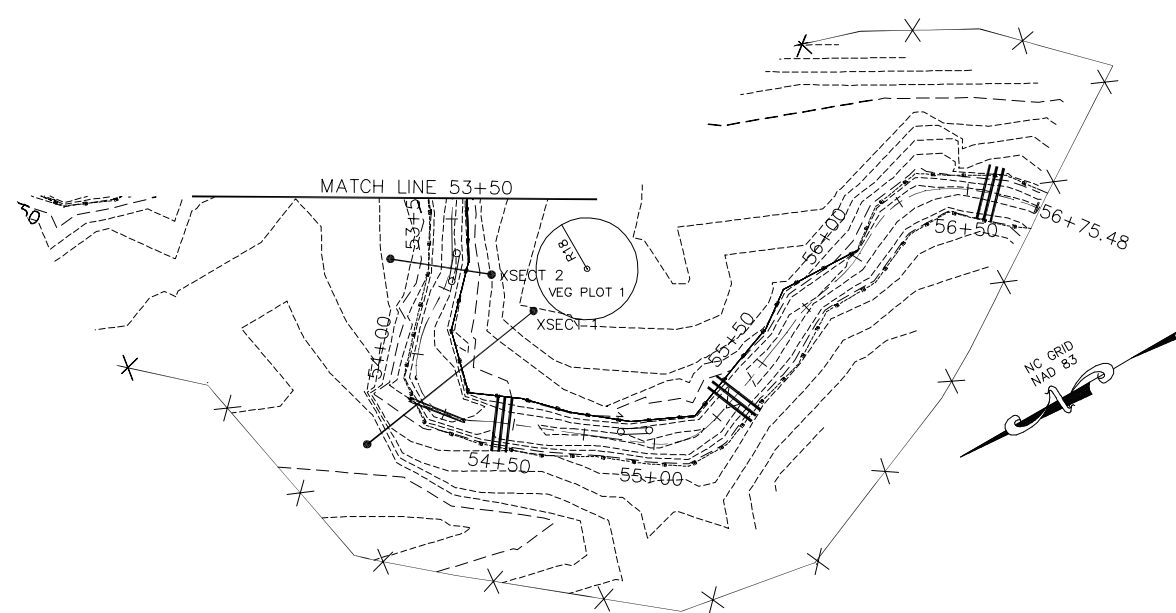 MATCH LINE 53+50
50
53+5
R18
XSECT 2
VEG PLOT 1
XSECT 1
54+00
54+50
55+00
55+50
56+00
56+50
56+75.48
NC GRID
NAD 83
N